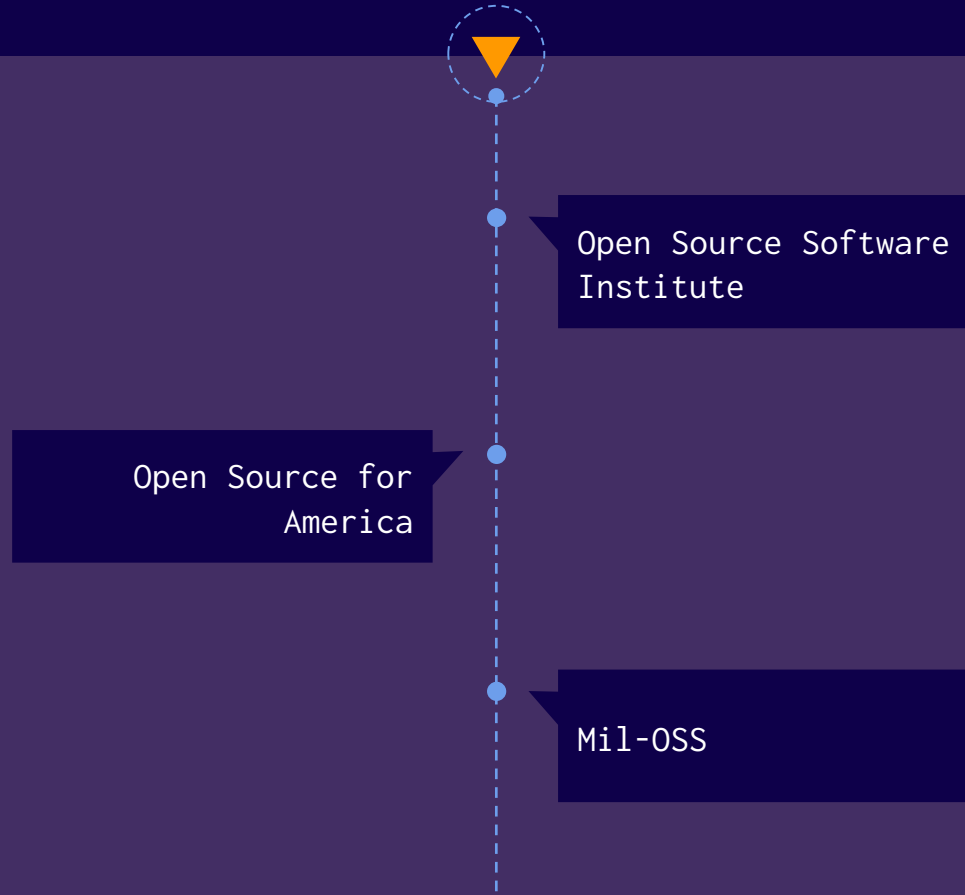 Open Source Software
Institute
Open Source for
America
Mil-OSS